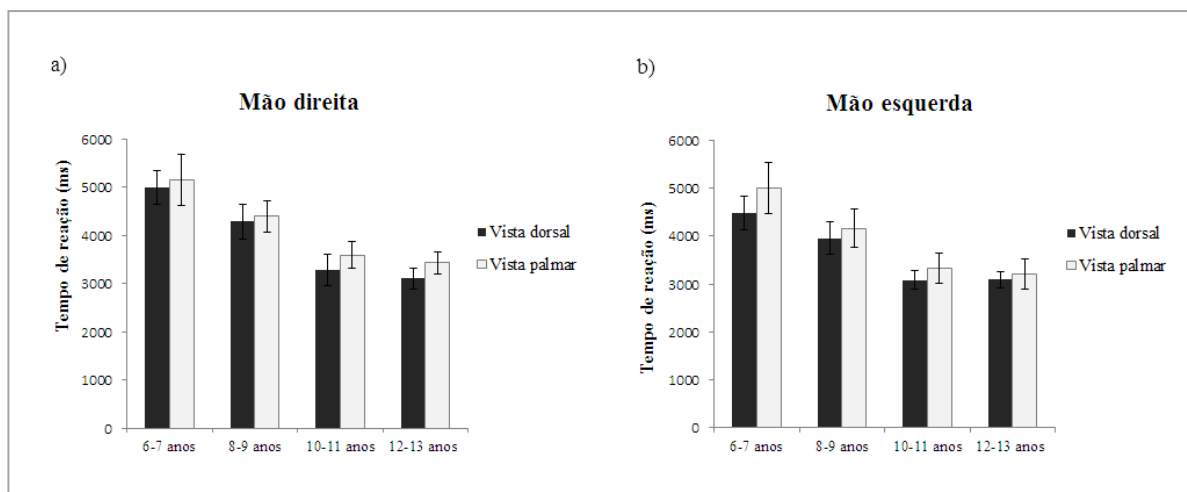 a)
Mão direita
Tempo de reação (ms)
6000
5000
4000
3000
2000
1000
0
6-7 anos 8-9 anos 10-11 anos 12-13 anos
Vista dorsal
Vista palmar
b)
Mão esquerda
Tempo de reação (ms)
6000
5000
4000
3000
2000
1000
0
6-7 anos 8-9 anos 10-11 anos 12-13 anos
Vista dorsal
Vista palmar